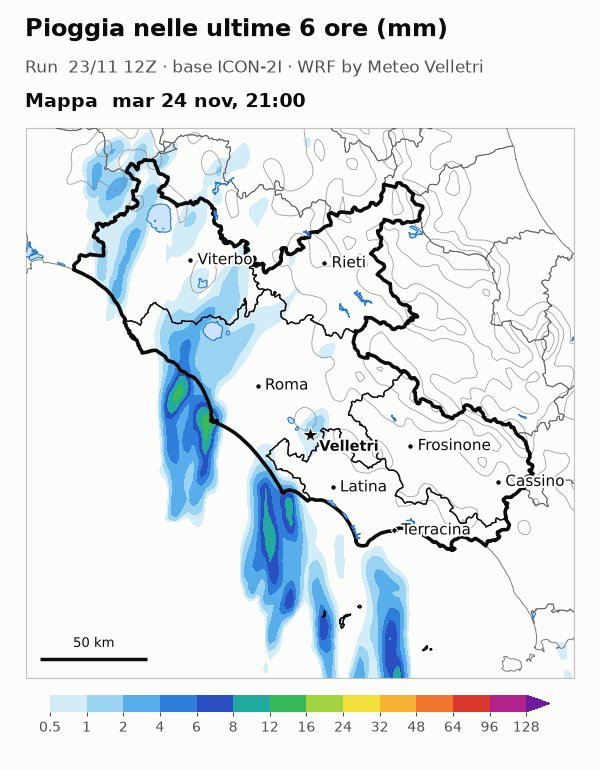 Pioggia nelle ultime 6 ore (mm)
Run  23/11 12Z · base ICON-2I · WRF by Meteo Velletri
Mappa  mar 24 nov, 21:00
Viterbo
Rieti
Roma
Velletri
Frosinone
Latina
Cassino
Terracina
50 km
0.5 1 2 4 6 8 12 16 24 32 48 64 96 128